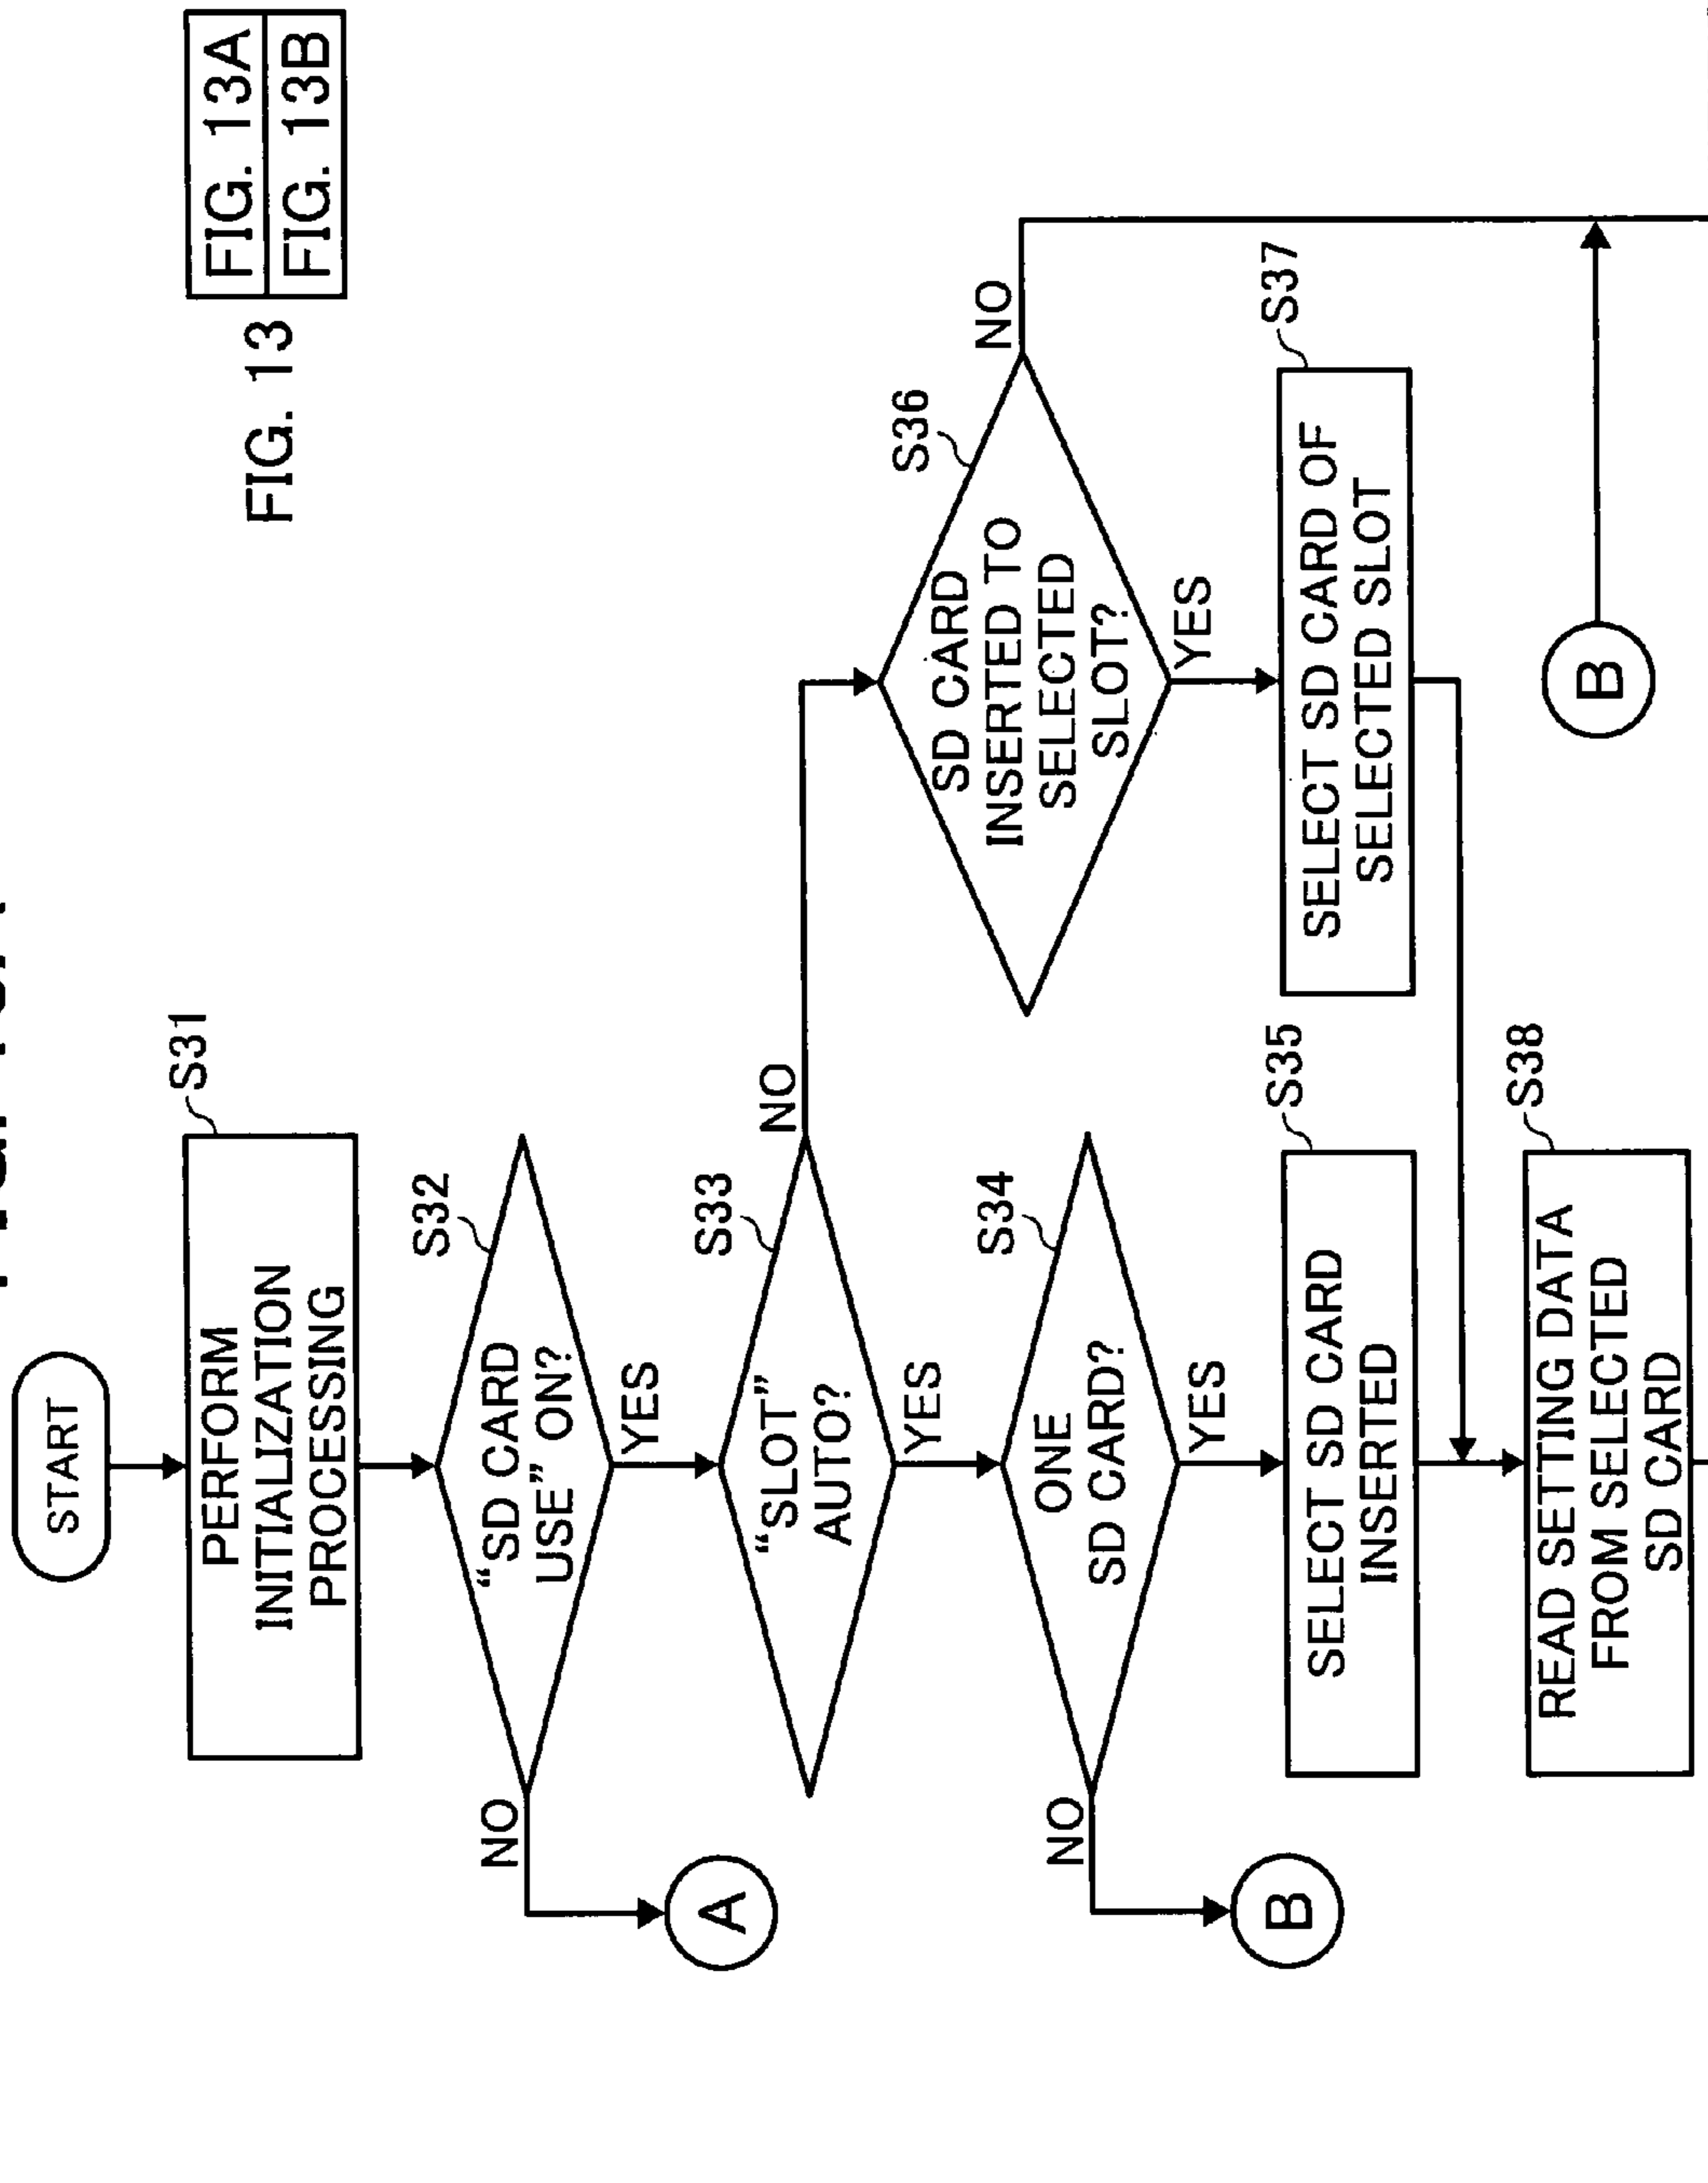 FIG. 13
FIG. 13A
FIG. 13B
START
PERFORM
INITIALIZATION
PROCESSING
S31
"SD CARD
USE" ON?
S32
NO
YES
A
"SLOT"
AUTO?
S33
NO
YES
ONE
SD CARD?
S34
NO
YES
B
SELECT SD CARD
INSERTED
S35
SD CARD
INSERTED TO
SELECTED
SLOT?
S36
NO
YES
SELECT SD CARD OF
SELECTED SLOT
S37
B
READ SETTING DATA
FROM SELECTED
SD CARD
S38